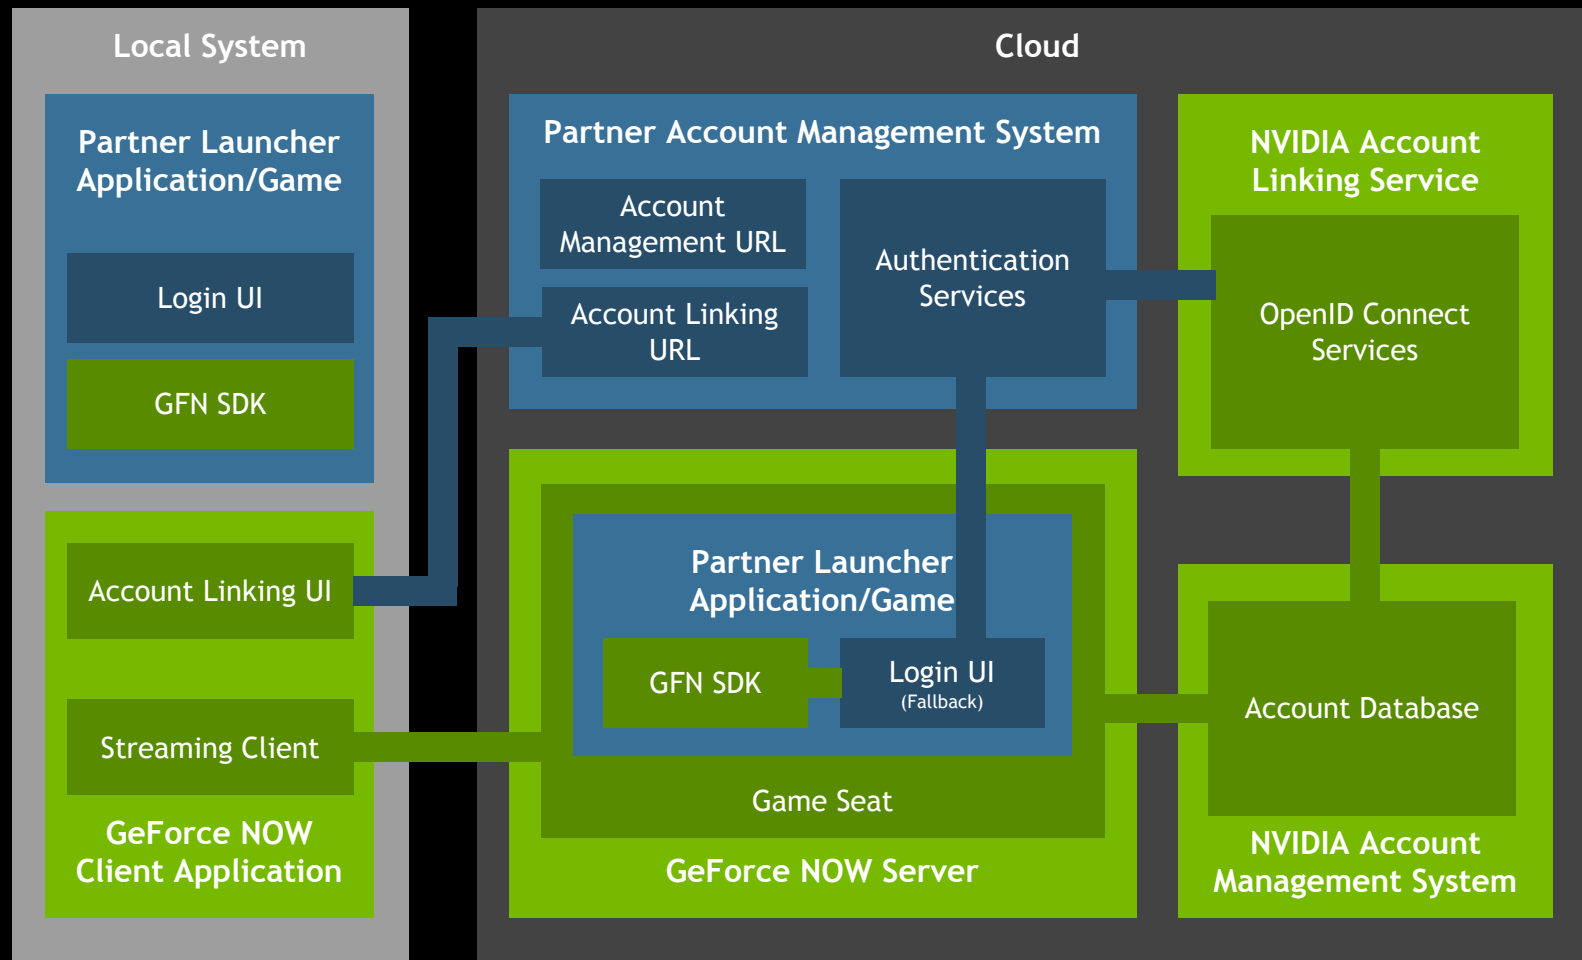 Local System
Partner Launcher
Application/Game
Login UI
GFN SDK
Account Linking UI
Streaming Client
GeForce NOW
Client Application
Cloud
Partner Account Management System
Account
Management URL
Account Linking
URL
Authentication
Services
NVIDIA Account
Linking Service
OpenID Connect
Services
Partner Launcher
Application/Game
GFN SDK
Login UI
(Fallback)
Game Seat
GeForce NOW Server
Account Database
NVIDIA Account
Management System